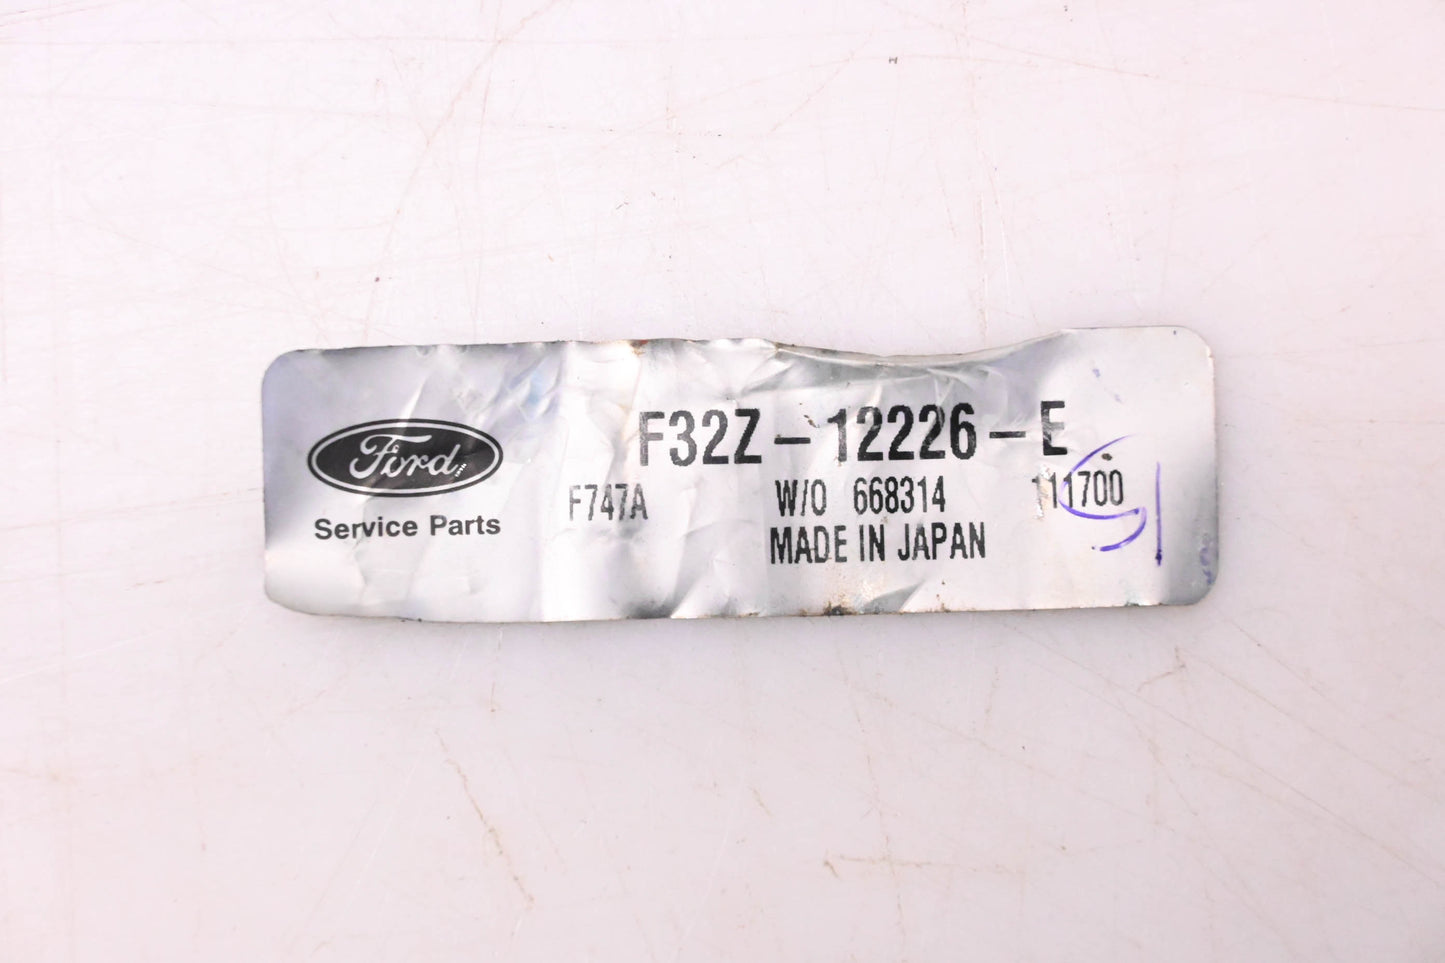 Ford
Service Parts
F32Z-12226-E
F747A W/O 668314 111700
MADE IN JAPAN